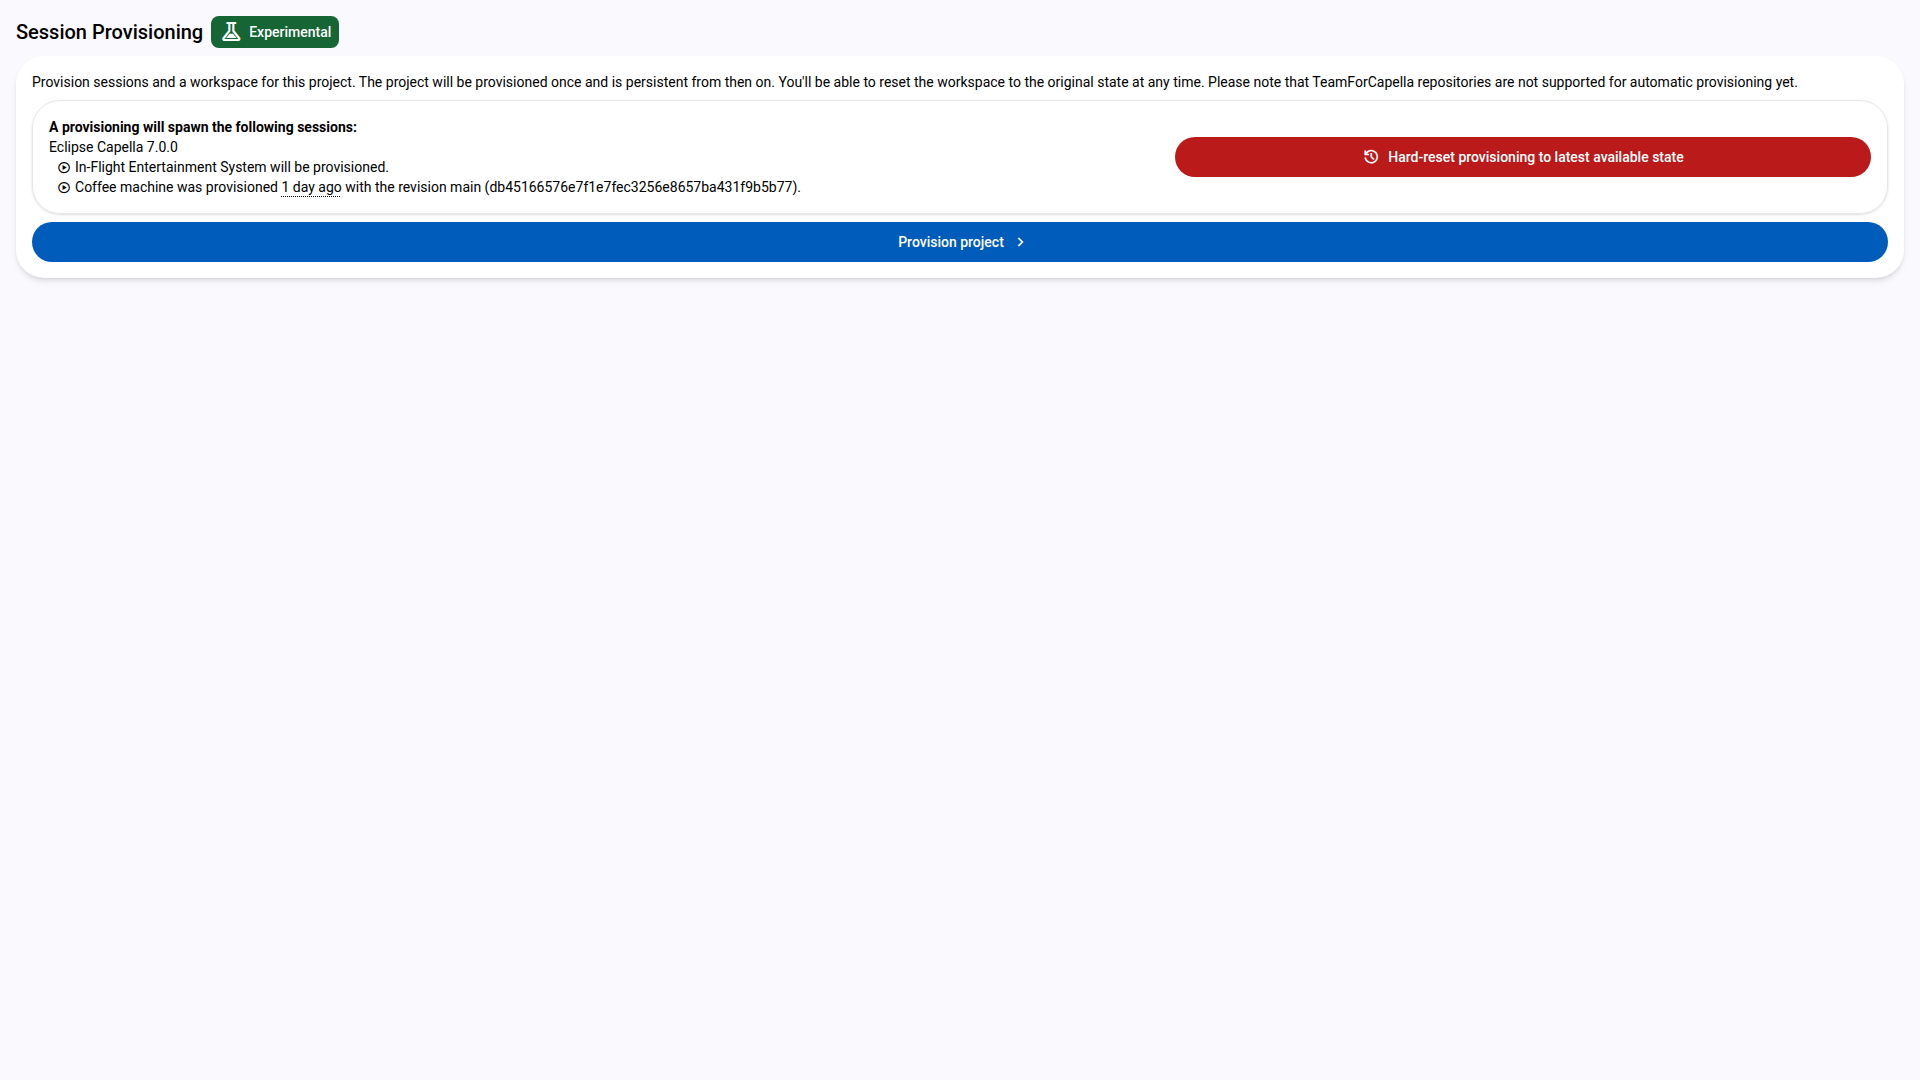 Session Provisioning
Experimental
Provision sessions and a workspace for this project. The project will be provisioned once and is persistent from then on. You'll be able to reset the workspace to the original state at any time. Please note that TeamForCapella repositories are not supported for automatic provisioning yet.
A provisioning will spawn the following sessions:
Eclipse Capella 7.0.0
In-Flight Entertainment System will be provisioned.
Coffee machine was provisioned 1 day ago with the revision main (db45166576e7f1e7fec3256e8657ba431f9b5b77).
Hard-reset provisioning to latest available state
Provision project